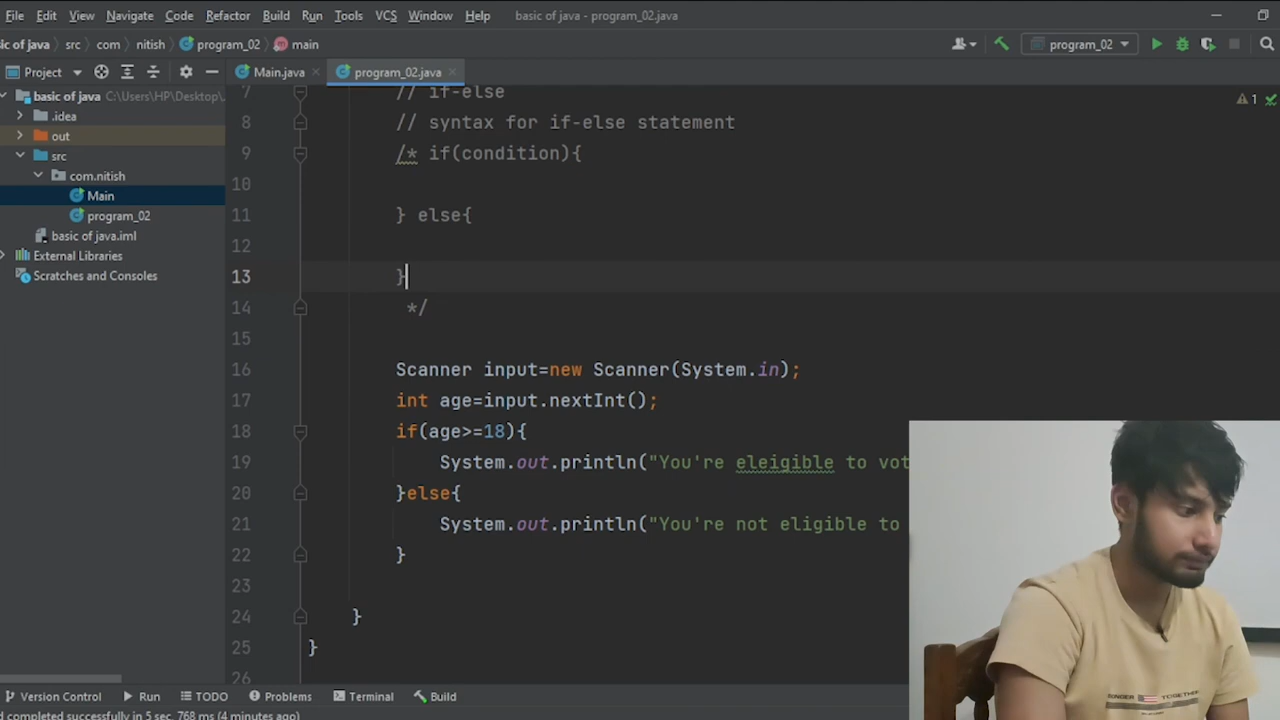 File Edit View Navigate Code Refactor Build Run Tools VCS Window Help basic of java - program_02.java
sic of java src com nitish program_02 main program_02
Project Main.java program_02.java
basic of java C:\Users\HP\Desktop\..
.idea
out
src
com.nitish
Main
program_02
basic of java.iml
External Libraries
Scratches and Consoles
1
7 // if-else
8 // syntax for if-else statement
9 /* if(condition){
10
11 } else{
12
13 }
14 */
15
16 Scanner input=new Scanner(System.in);
17 int age=input.nextInt();
18 if(age>=18){
19 System.out.println("You're eleigible to vot
20 }else{
21 System.out.println("You're not eligible to
22 }
23
24 }
25 }
26
TOGETHER
Version Control Run TODO Problems Terminal Build
d completed successfully in 5 sec, 768 ms (4 minutes ago)